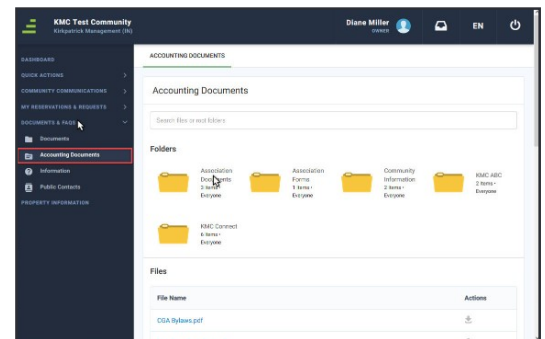 KMC Test Community
Kirkpatrick Management (IN)
Diane Miller
OWNER
EN
DASHBOARD
QUICK ACTIONS
COMMUNITY COMMUNICATIONS
MY RESERVATIONS & REQUESTS
DOCUMENTS & FAQS
Documents
Accounting Documents
Information
Public Contacts
PROPERTY INFORMATION
ACCOUNTING DOCUMENTS
Accounting Documents
Search files or and folders
Folders
Association
Documents
2 items •
Everyone
Association
Forms
1 items •
Everyone
Community
Information
2 items •
Everyone
KMC ABC
2 items •
Everyone
KMC Connect
6 items •
Everyone
Files
File Name
Actions
CGA Bylaws.pdf